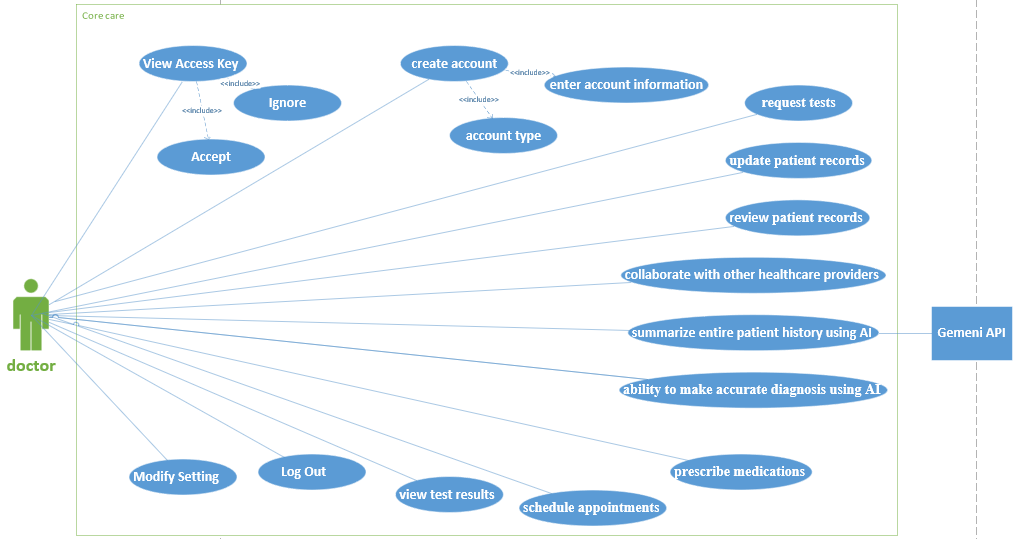 Core care
View Access Key
<<include>>
Ignore
<<include>>
Accept
create account
<<include>>
enter account information
<<include>>
account type
request tests
update patient records
review patient records
collaborate with other healthcare providers
summarize entire patient history using AI
Gemeni API
ability to make accurate diagnosis using AI
doctor
prescribe medications
Modify Setting
Log Out
view test results
schedule appointments